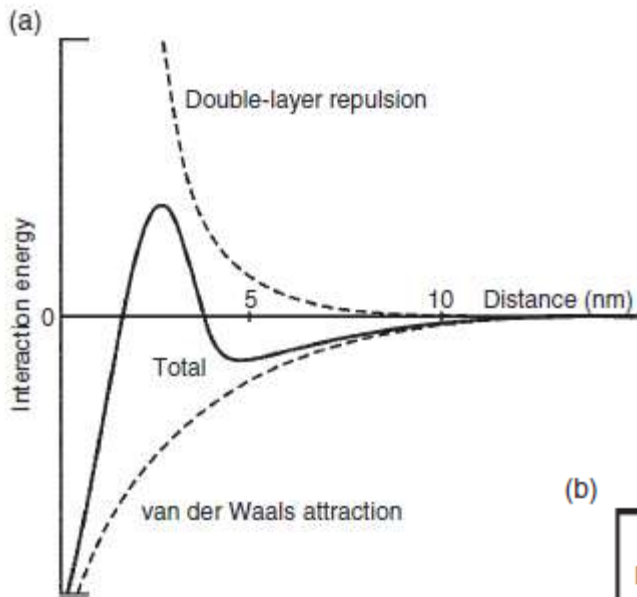 (a)
Double-layer repulsion
Interaction energy
0
5
10
Distance (nm)
Total
van der Waals attraction
(b)